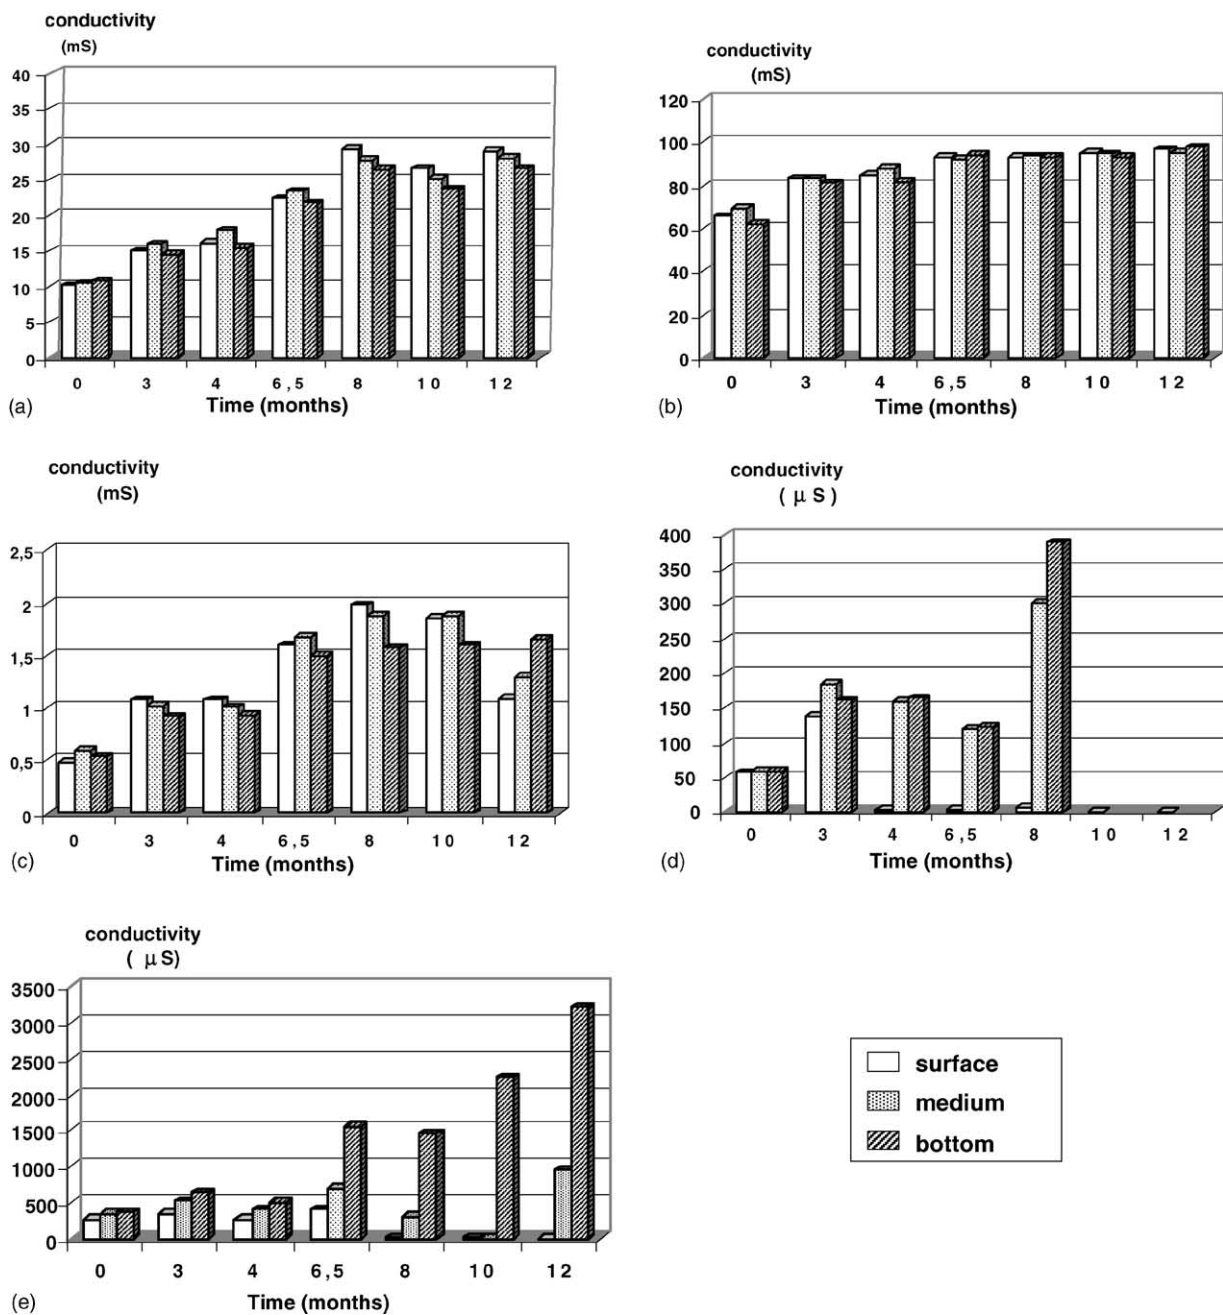 conductivity
(mS)
40
35
30
25
20
15
10
5
0
0 3 4 6,5 8 10 12
Time (months)
(a)
conductivity
(mS)
120
100
80
60
40
20
0
0 3 4 6,5 8 10 12
Time (months)
(b)
conductivity
(mS)
2,5
2
1,5
1
0,5
0
0 3 4 6,5 8 10 12
Time (months)
(c)
conductivity
( μ S )
400
350
300
250
200
150
100
50
0
0 3 4 6,5 8 10 12
Time (months)
(d)
conductivity
( μ S)
3500
3000
2500
2000
1500
1000
500
0
0 3 4 6,5 8 10 12
Time (months)
(e)
surface
medium
bottom